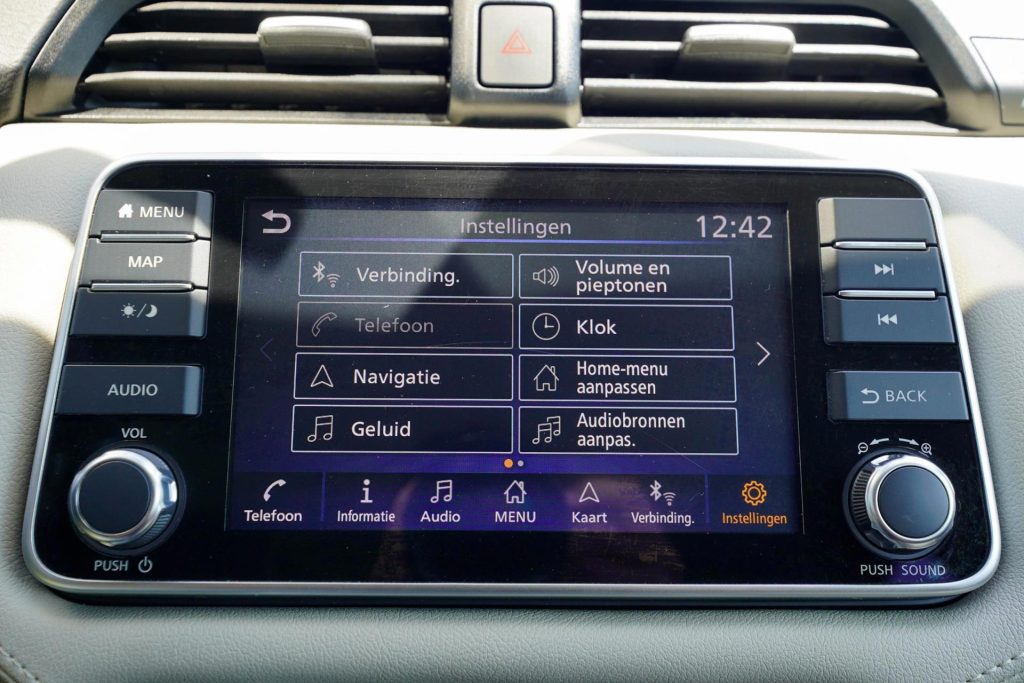 MENU
MAP
AUDIO
VOL
PUSH
Instellingen
12:42
Verbinding.
Volume en
pieptonen
Telefoon
Klok
Navigatie
Home-menu
aanpassen
Geluid
Audiobronnen
aanpas.
Telefoon
Informatie
Audio
MENU
Kaart
Verbinding.
Instellingen
BACK
PUSH SOUND